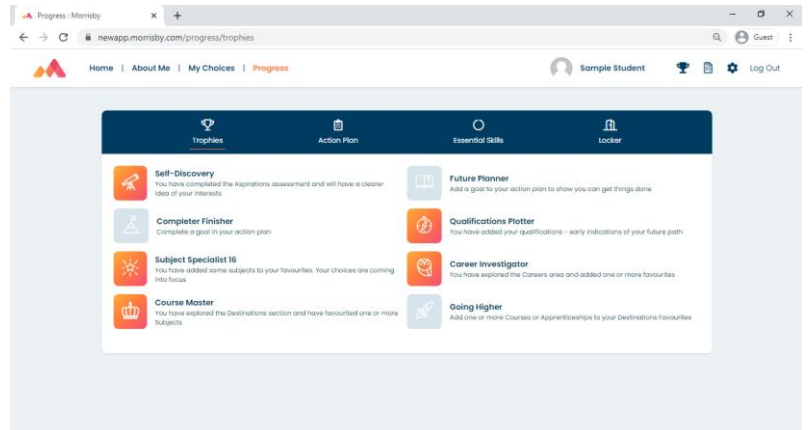 Progress : Morrisby
newapp.morrisby.com/progress/trophies
Guest
Home | About Me | My Choices | Progress
Sample Student
Log Out
Trophies
Action Plan
Essential Skills
Locker
Self-Discovery
You have completed the Aspirations assessment and will have a clearer
idea of your interests
Future Planner
Add a goal to your action plan to show you can get things done
Completer Finisher
Complete a goal in your action plan
Qualifications Plotter
You have added your qualifications - early indications of your future path
Subject Specialist 16
You have added some subjects to your favourites. Your choices are coming
into focus
Career Investigator
You have explored the Careers area and added one or more favourites
Course Master
You have explored the Destinations section and have favourited one or more
Subjects
Going Higher
Add one or more Courses or Apprenticeships to your Destinations Favourites